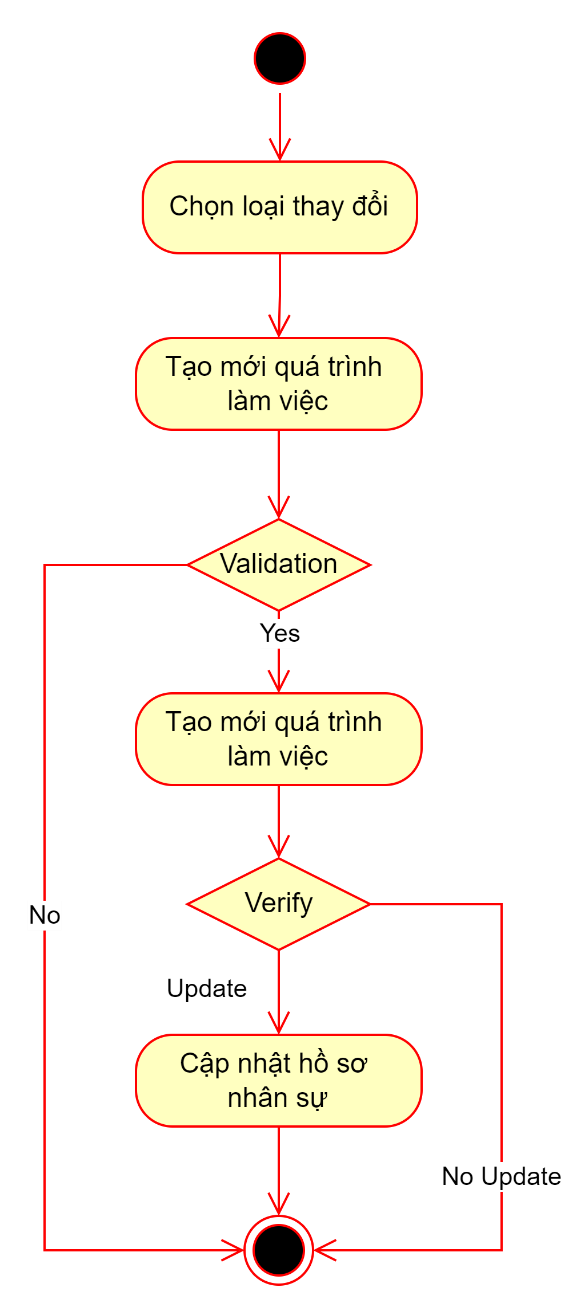 Chọn loại thay đổi
Tạo mới quá trình
làm việc
Validation
Yes
Tạo mới quá trình
làm việc
Verify
No
Update
Cập nhật hồ sơ
nhân sự
No Update